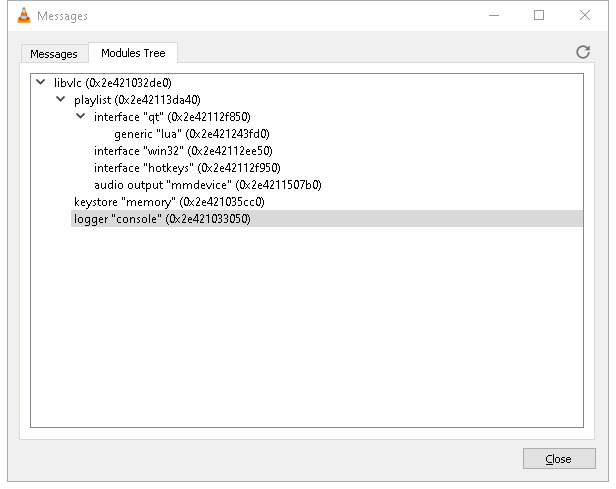 Messages
Messages
Modules Tree
libvlc (0x2e421032de0)
playlist (0x2e42113da40)
interface "qt" (0x2e42112f850)
generic "lua" (0x2e421243fd0)
interface "win32" (0x2e42112ee50)
interface "hotkeys" (0x2e42112f950)
audio output "mmdevice" (0x2e4211507b0)
keystore "memory" (0x2e421035cc0)
logger "console" (0x2e421033050)
Close